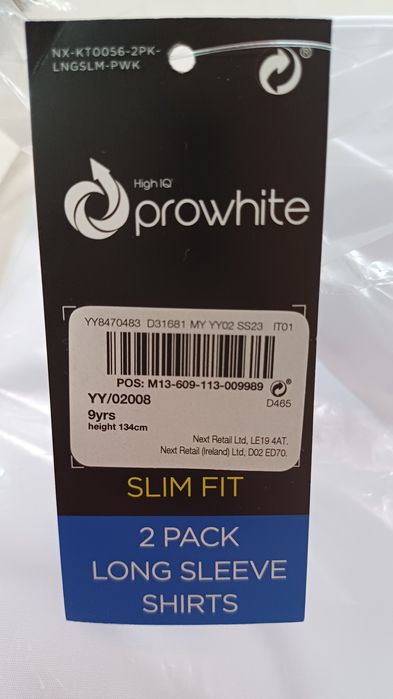 NX-KT0056-2PK-
LNGSLM-PWK
®
High IQ®
prowhite
YY8470483 D31681 MY YY02 SS23 IT01
POS: M13-609-113-009989
YY/02008
D465
9yrs
height 134cm
Next Retail Ltd, LE19 4AT.
Next Retail (Ireland) Ltd, D02 ED70.
SLIM FIT
2 PACK
LONG SLEEVE
SHIRTS